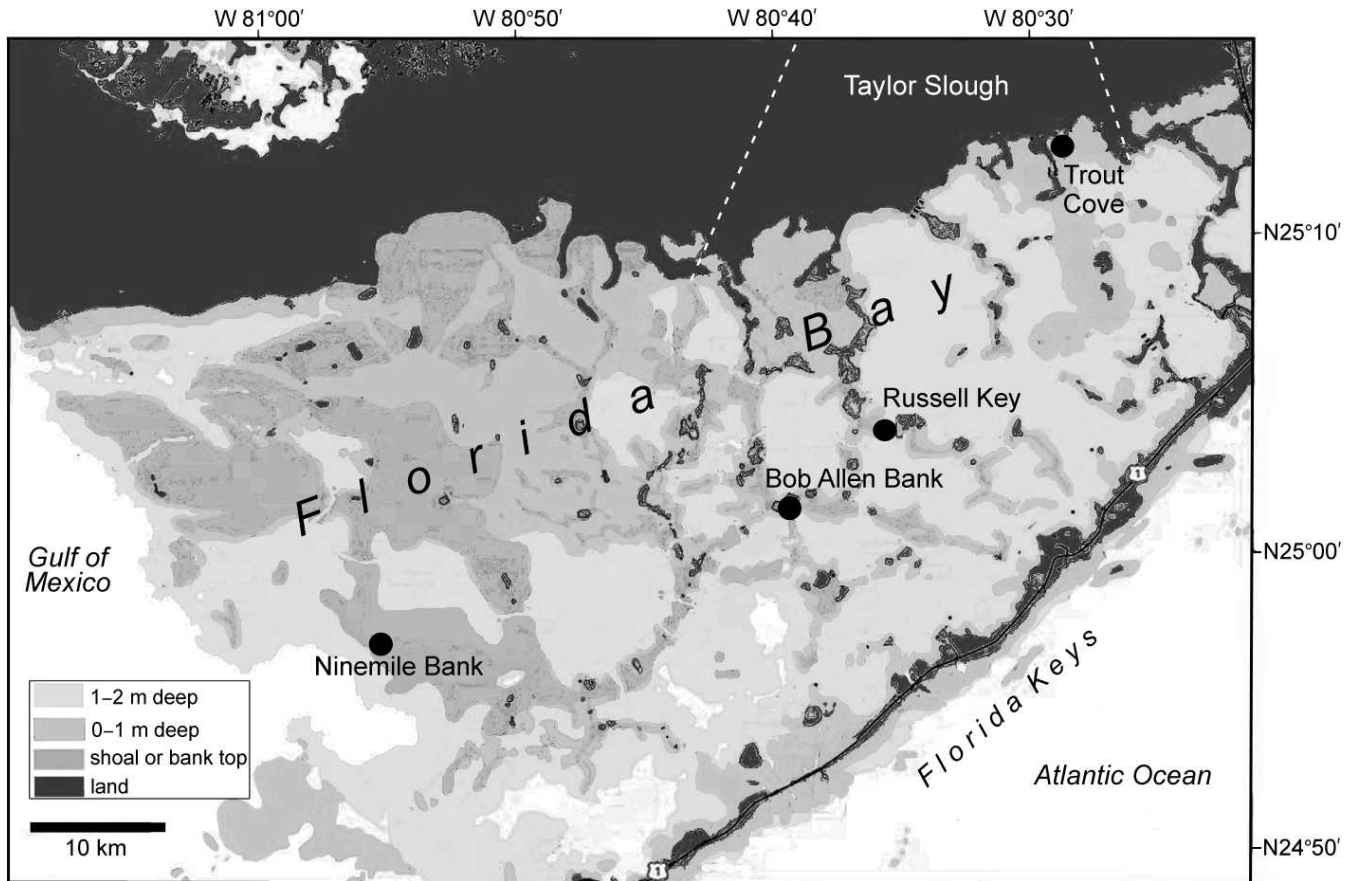 W 81°00′
W 80°50′
W 80°40′
W 80°30′
Taylor Slough
Trout
Cove
N25°10′
Florida Bay
Russell Key
Bob Allen Bank
1
Gulf of
Mexico
N25°00′
Ninemile Bank
1–2 m deep
0–1 m deep
shoal or bank top
land
10 km
Florida Keys
Atlantic Ocean
N24°50′
1